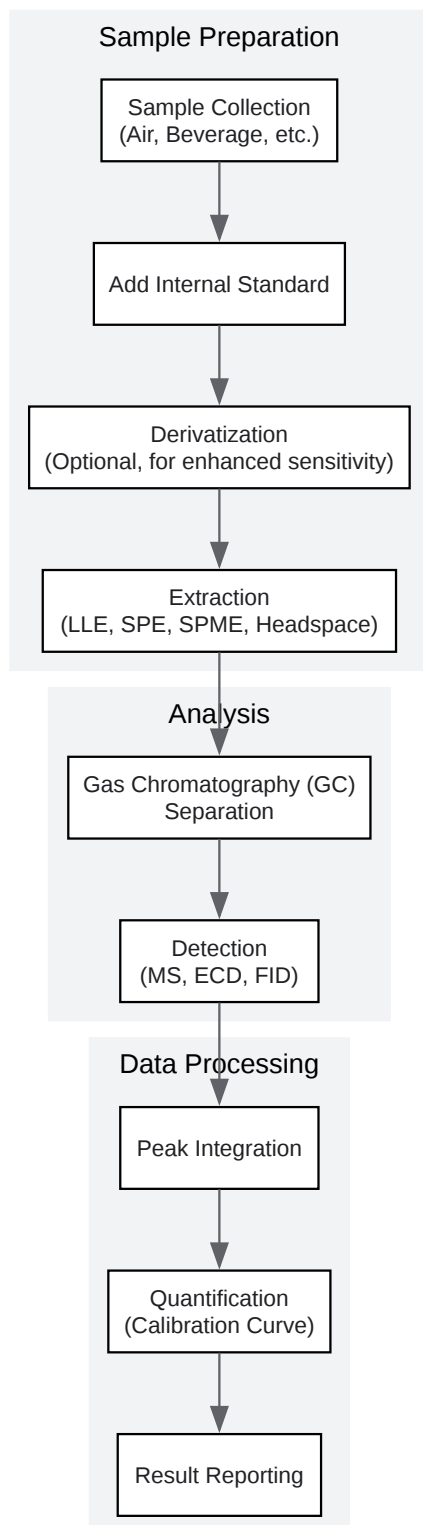 Sample Preparation
Sample Collection
(Air, Beverage, etc.)
Add Internal Standard
Derivatization
(Optional, for enhanced sensitivity)
Extraction
(LLE, SPE, SPME, Headspace)
Analysis
Gas Chromatography (GC)
Separation
Detection
(MS, ECD, FID)
Data Processing
Peak Integration
Quantification
(Calibration Curve)
Result Reporting